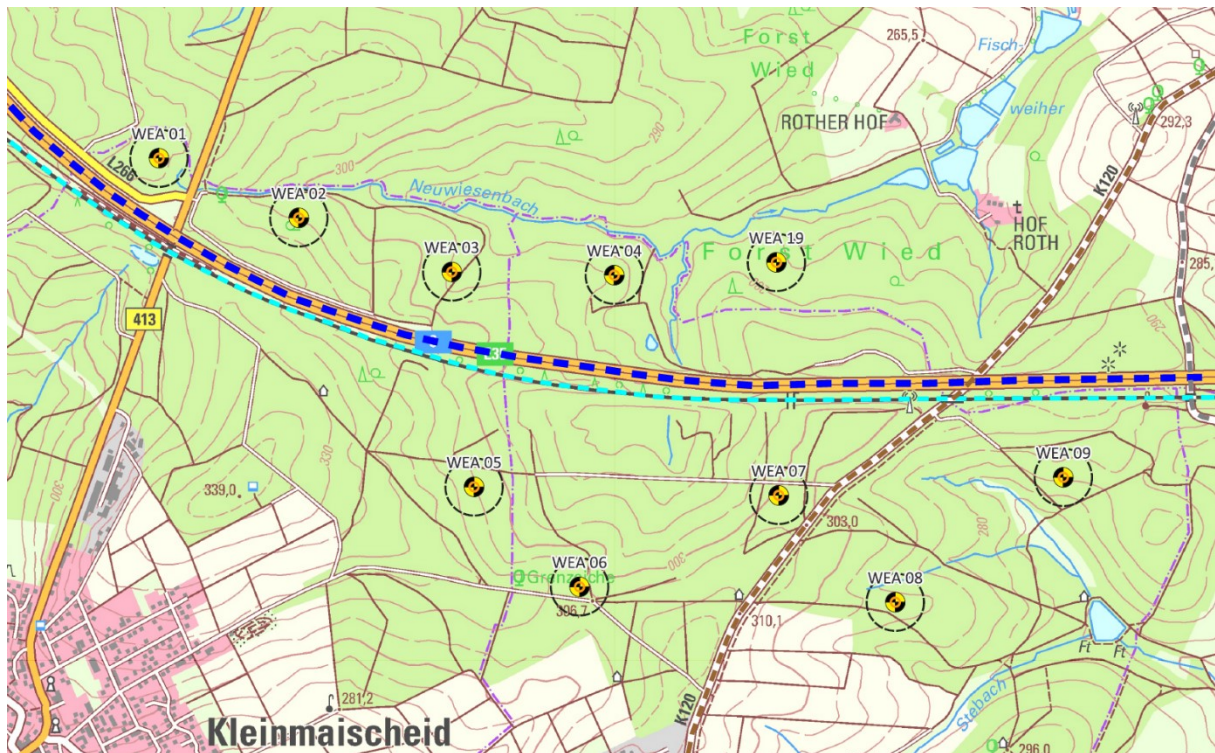 Forst
Wied
265,5
Fisch-
weiher
ROTHER HOF
292,3
WEA 01
L266
290
300
WEA 02
Neuwiesenbach
K120
HOF
ROTH
WEA 03
WEA 04
WEA 19
Forst Wied
285,
413
290
300
330
339,0
WEA 05
WEA 07
WEA 09
303,0
280
300
WEA 06
Grenzeiche
306,7
WEA 08
310,1
Ft
Ft
281,2
K120
Stebach
Kleinmaischeid
296,0